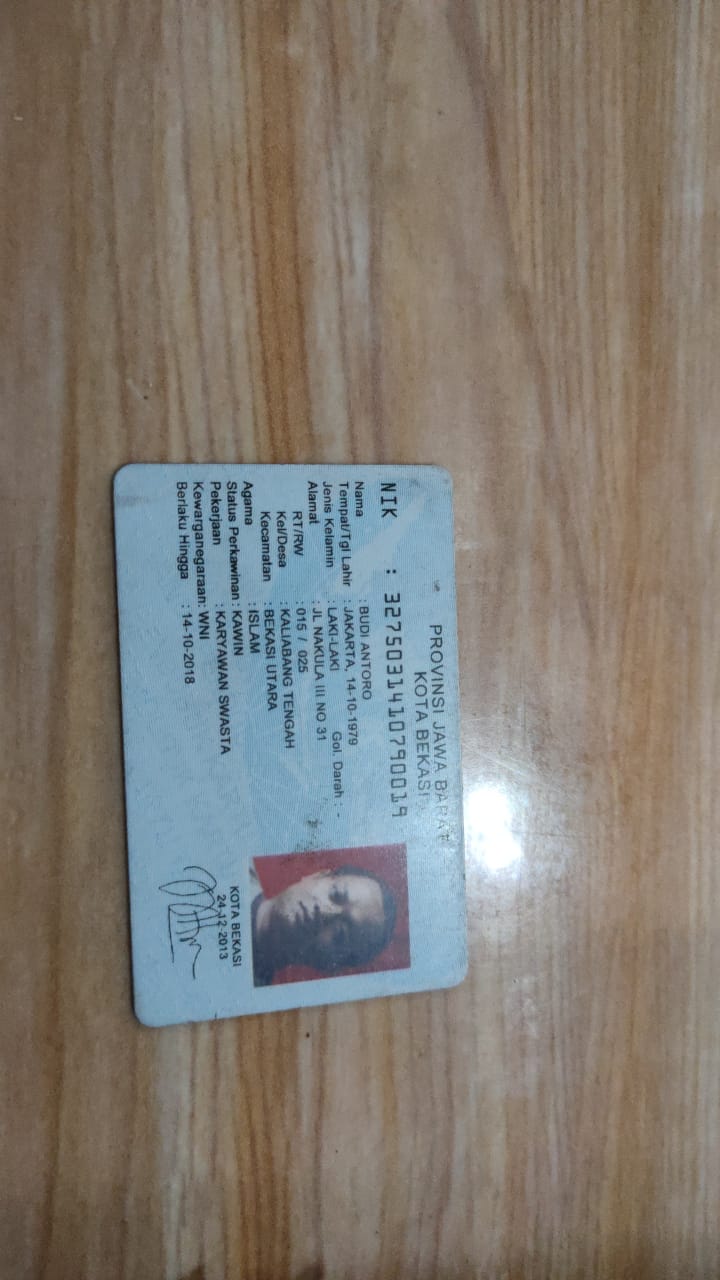 PROVINSI JAWA BARAT
KOTA BEKASI
NIK : 3275031410790019
Nama : BUDI ANTORO
Tempat/Tgl Lahir : JAKARTA, 14-10-1979
Jenis Kelamin : LAKI-LAKI Gol. Darah : -
Alamat : JL NAKULA III NO 31
RT/RW : 015 / 025
Kel/Desa : KALIABANG TENGAH
Kecamatan : BEKASI UTARA
Agama : ISLAM
Status Perkawinan : KAWIN
Pekerjaan : KARYAWAN SWASTA
Kewarganegaraan: WNI
Berlaku Hingga : 14-10-2018
KOTA BEKASI
24-12-2013